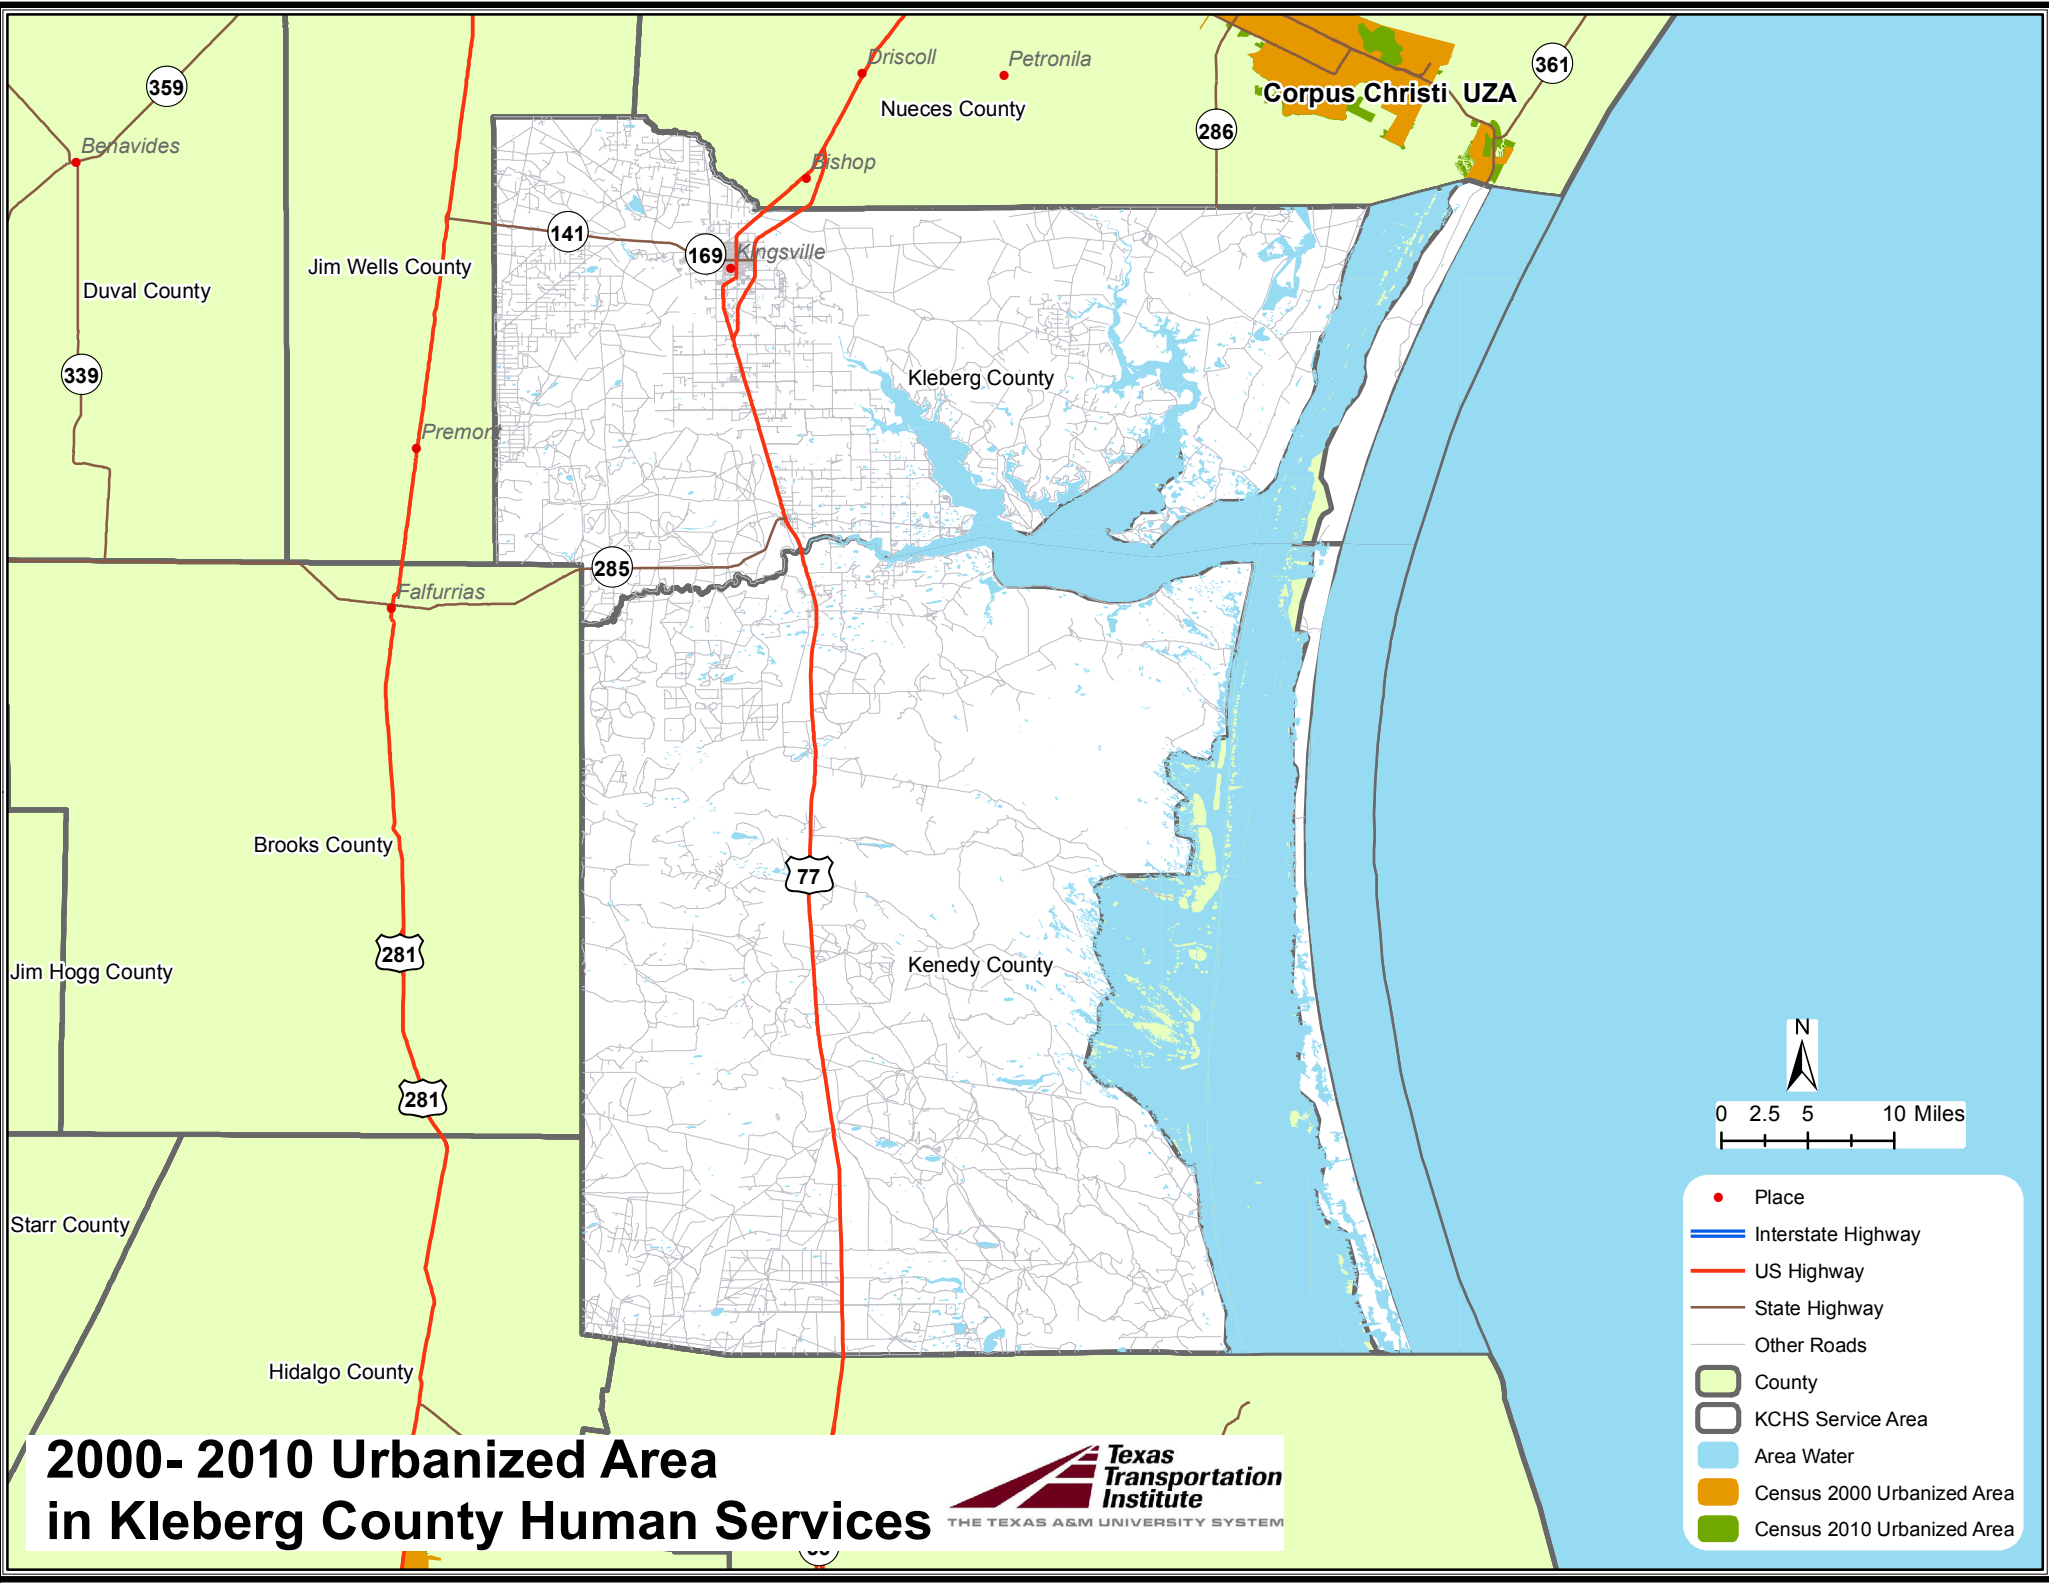 Driscoll
Petronila
361
359
Corpus Christi UZA
Nueces County
286
Benavides
Bishop
141
169
Kingsville
Jim Wells County
Duval County
339
Kleberg County
Premont
285
Falfurrias
Brooks County
77
281
Kenedy County
Jim Hogg County
N
281
0 2.5 5 10 Miles
Place
Starr County
Interstate Highway
US Highway
State Highway
Other Roads
Hidalgo County
County
KCHS Service Area
Area Water
Census 2000 Urbanized Area
Census 2010 Urbanized Area
2000- 2010 Urbanized Area
in Kleberg County Human Services
Texas
Transportation
Institute
THE TEXAS A&M UNIVERSITY SYSTEM